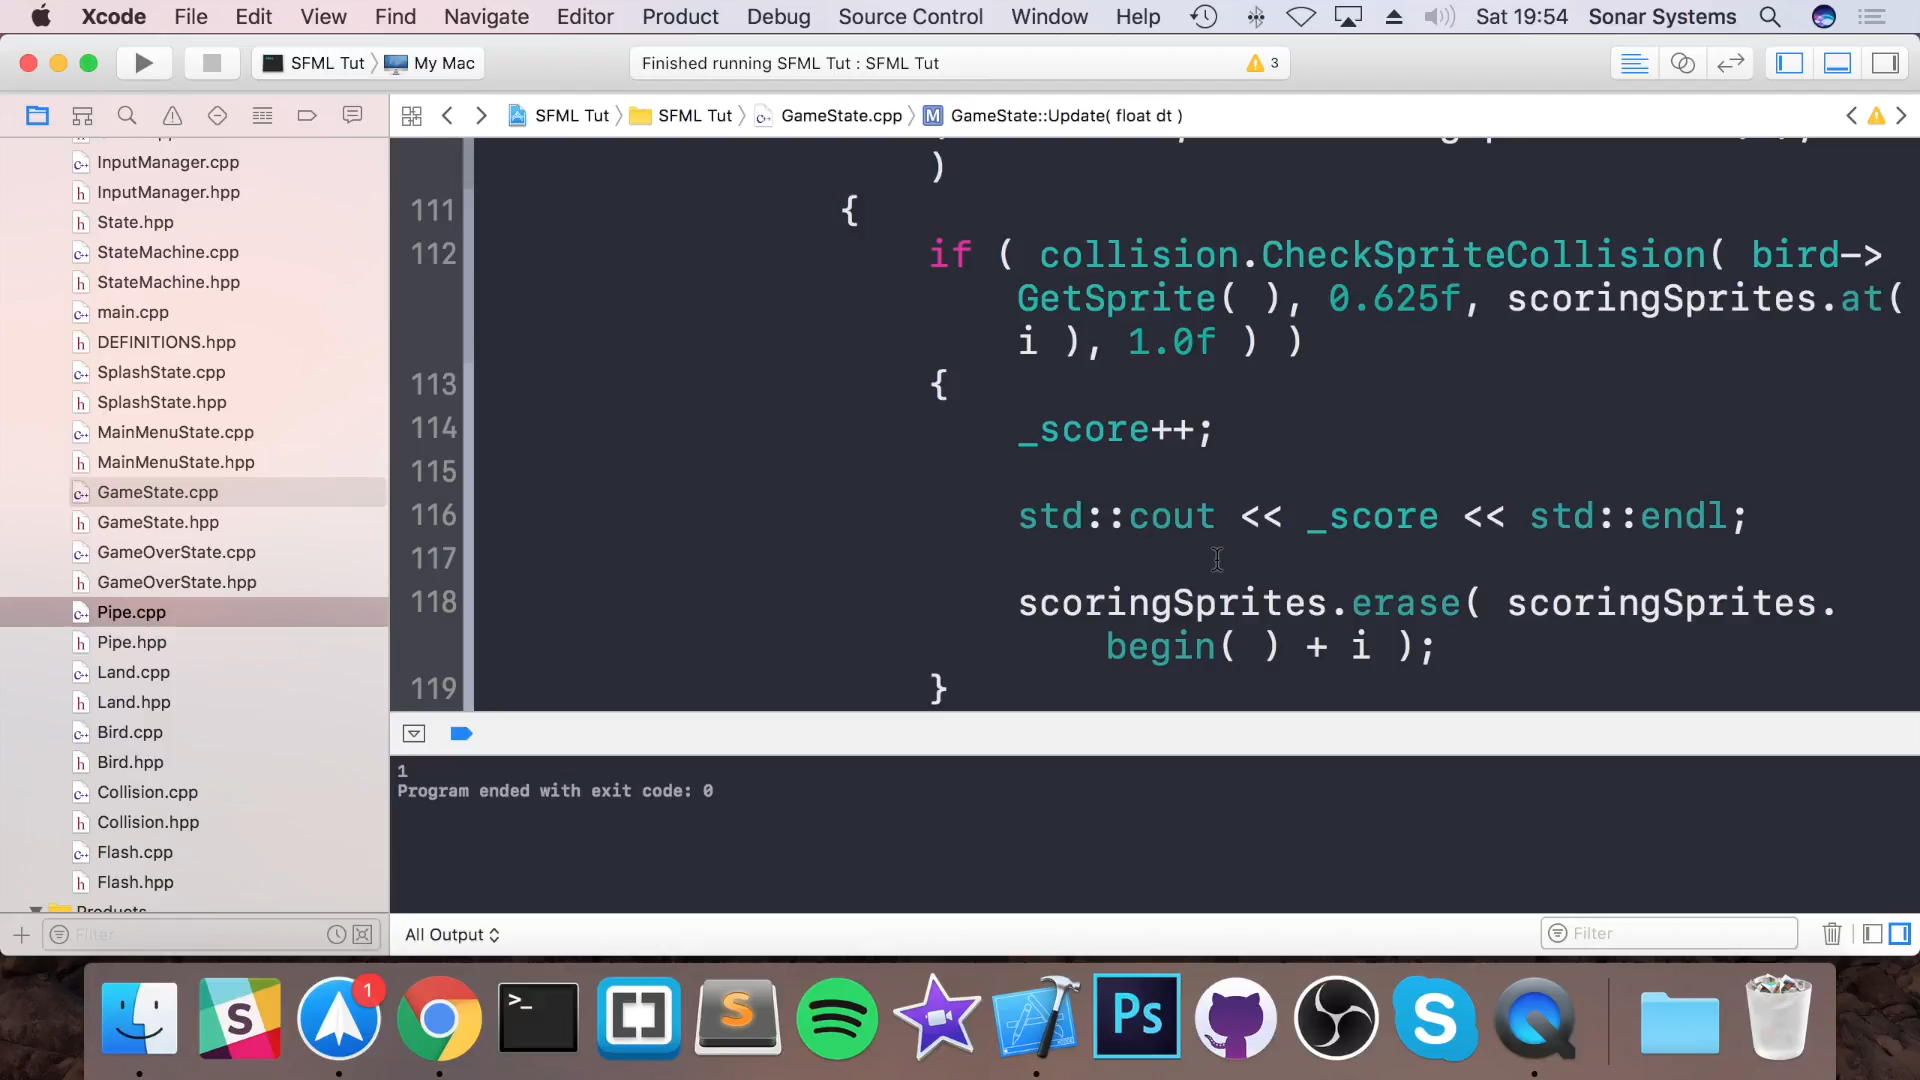 Xcode File Edit View Find Navigate Editor Product Debug Source Control Window Help Sat 19:54 Sonar Systems
SFML Tut My Mac Finished running SFML Tut : SFML Tut 3
SFML Tut SFML Tut GameState.cpp M GameState::Update( float dt )
InputManager.cpp
InputManager.hpp
State.hpp
StateMachine.cpp
StateMachine.hpp
main.cpp
DEFINITIONS.hpp
SplashState.cpp
SplashState.hpp
MainMenuState.cpp
MainMenuState.hpp
GameState.cpp
GameState.hpp
GameOverState.cpp
GameOverState.hpp
Pipe.cpp
Pipe.hpp
Land.cpp
Land.hpp
Bird.cpp
Bird.hpp
Collision.cpp
Collision.hpp
Flash.cpp
Flash.hpp
Products
Filter
)
111 {
112 if ( collision.CheckSpriteCollision( bird->
GetSprite( ), 0.625f, scoringSprites.at(
i ), 1.0f ) )
113 {
114 _score++;
115
116 std::cout << _score << std::endl;
117
118 scoringSprites.erase( scoringSprites.
begin( ) + i );
119 }
1
Program ended with exit code: 0
All Output Filter
1
S
>_
S
Ps
S